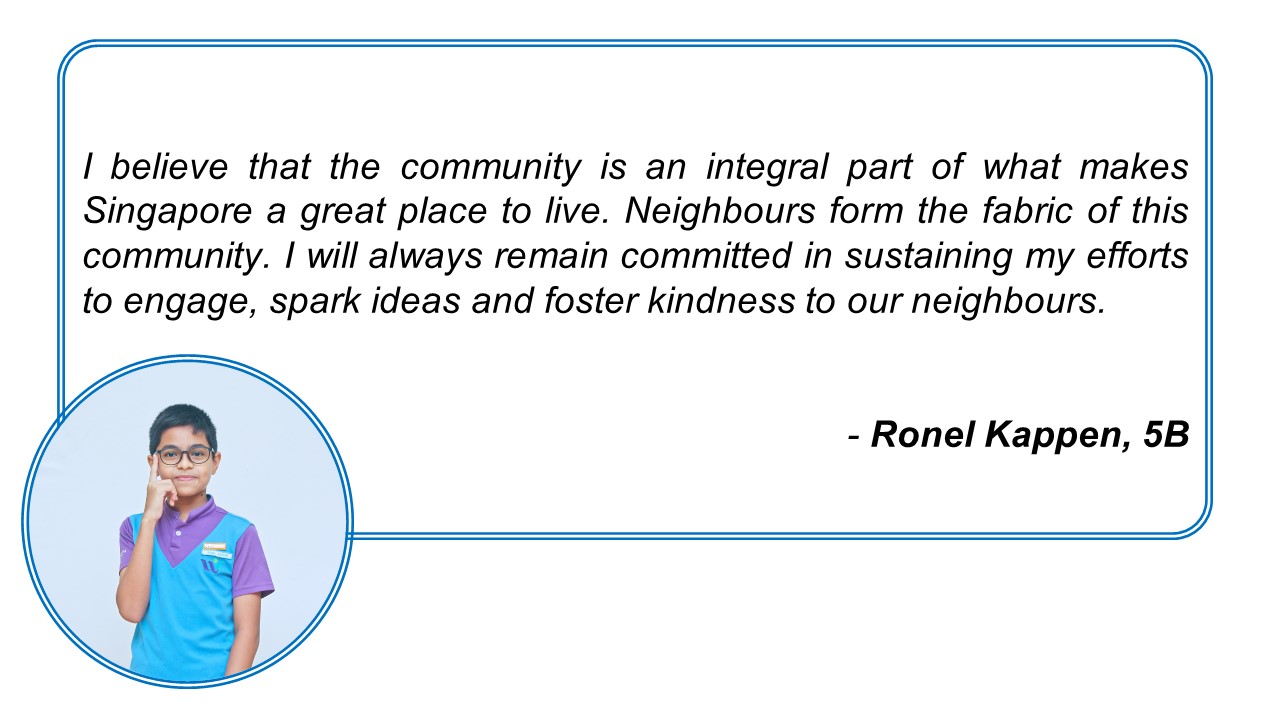 I believe that the community is an integral part of what makes
Singapore a great place to live. Neighbours form the fabric of this
community. I will always remain committed in sustaining my efforts
to engage, spark ideas and foster kindness to our neighbours.
- Ronel Kappen, 5B